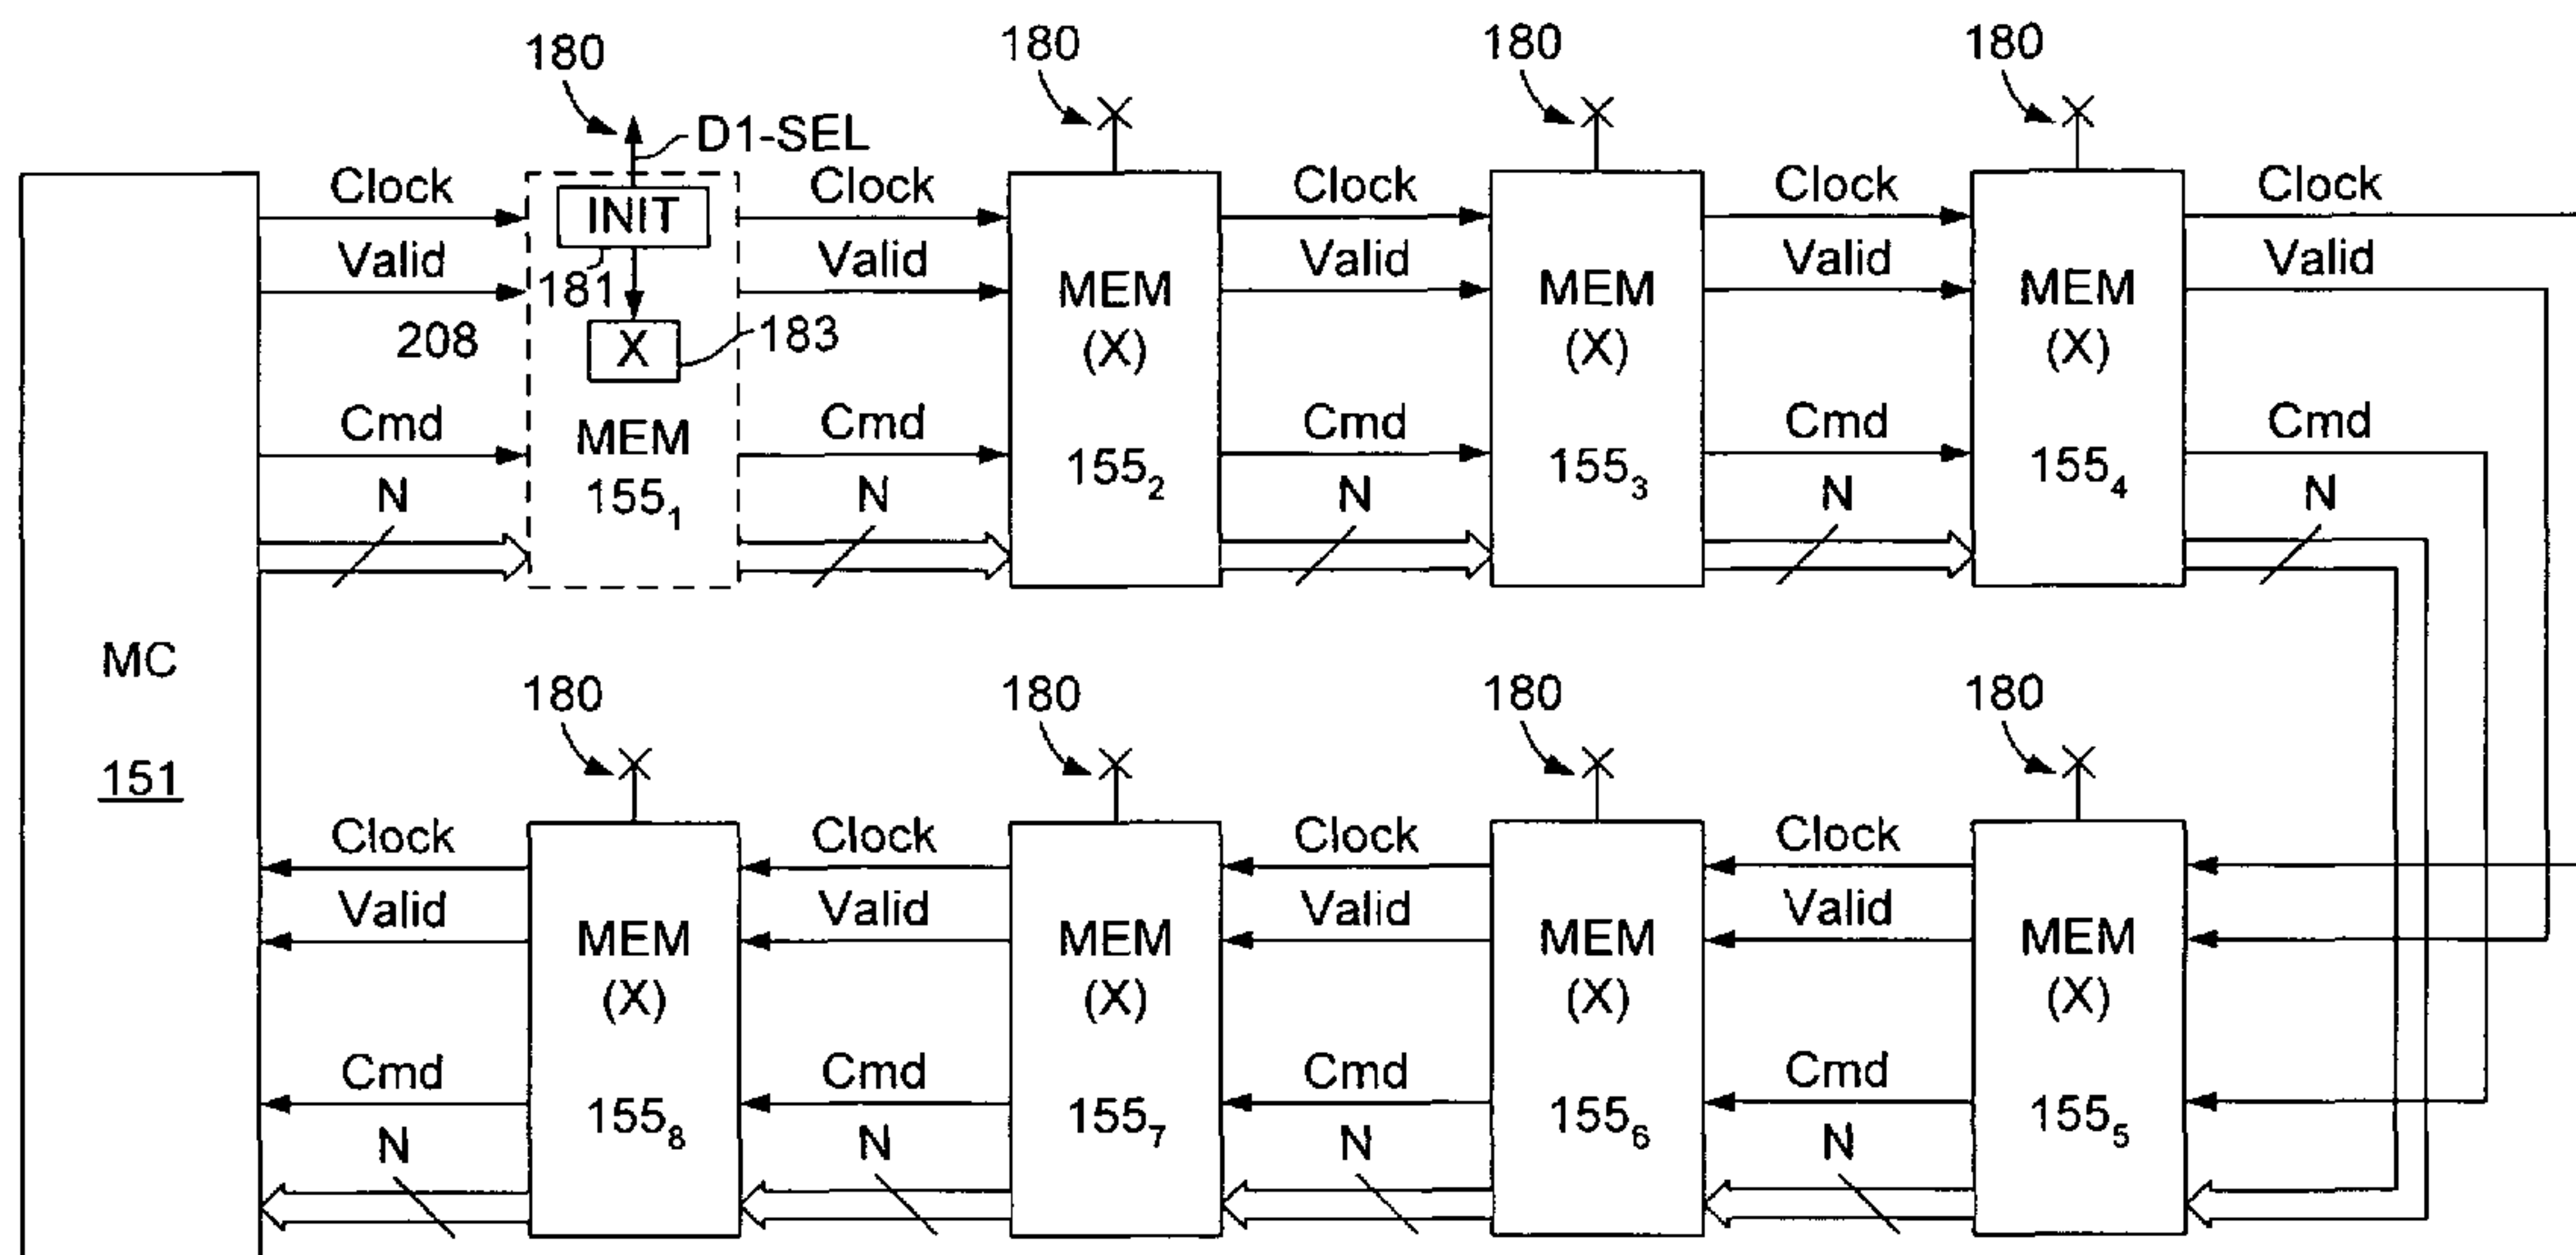 180
180
180
180
D1-SEL
Clock
INIT
Clock
Clock
Clock
Clock
Valid
181
Valid
Valid
Valid
Valid
208
X
183
MEM
(X)
MEM
(X)
MEM
(X)
Cmd
MEM
155₁
Cmd
155₂
Cmd
155₃
Cmd
155₄
Cmd
N
N
N
N
N
MC
151
180
180
180
180
Clock
Clock
Clock
Clock
Valid
MEM
(X)
Valid
MEM
(X)
Valid
MEM
(X)
Valid
MEM
(X)
Cmd
155₈
Cmd
155₇
Cmd
155₆
Cmd
155₅
N
N
N
N